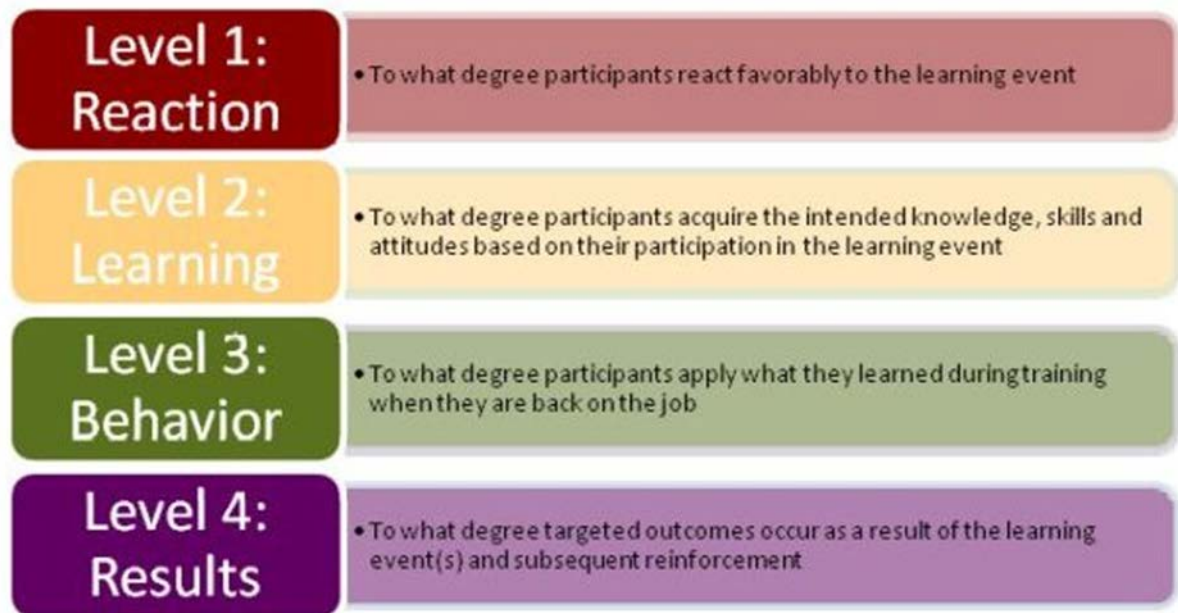 Level 1:
Reaction
• To what degree participants react favorably to the learning event
Level 2:
Learning
• To what degree participants acquire the intended knowledge, skills and
attitudes based on their participation in the learning event
Level 3:
Behavior
• To what degree participants apply what they learned during training
when they are back on the job
Level 4:
Results
• To what degree targeted outcomes occur as a result of the learning
event(s) and subsequent reinforcement